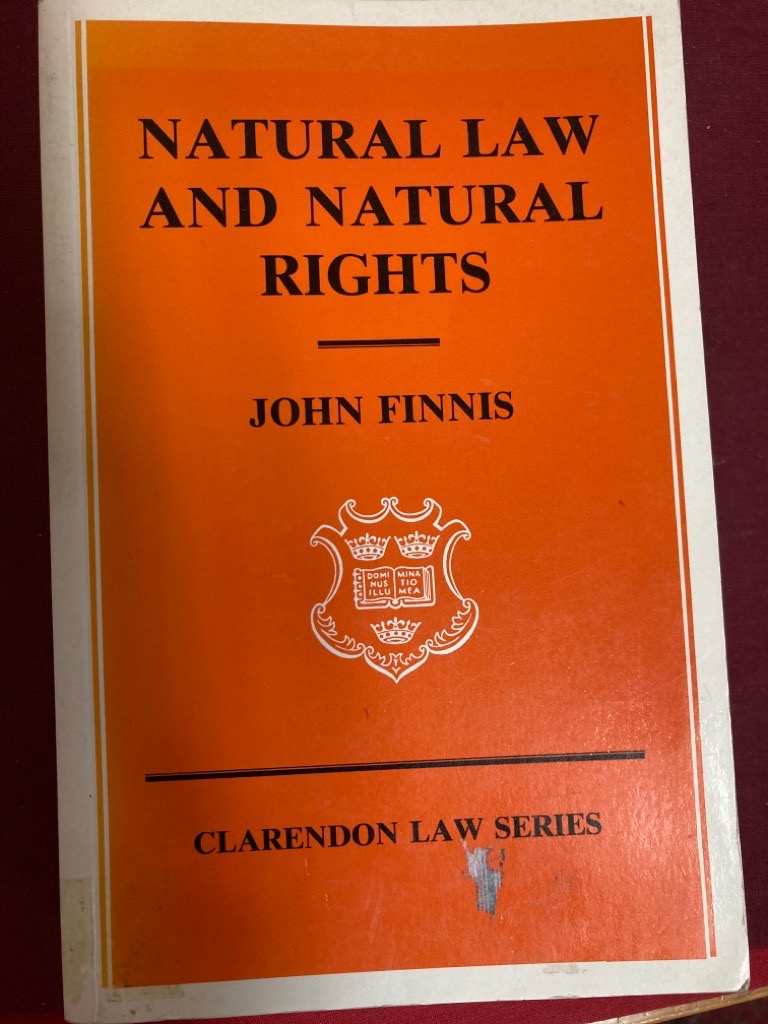 NATURAL LAW
AND NATURAL
RIGHTS
JOHN FINNIS
DOMI MINA
NUS TIO
ILLU MEA
CLARENDON LAW SERIES